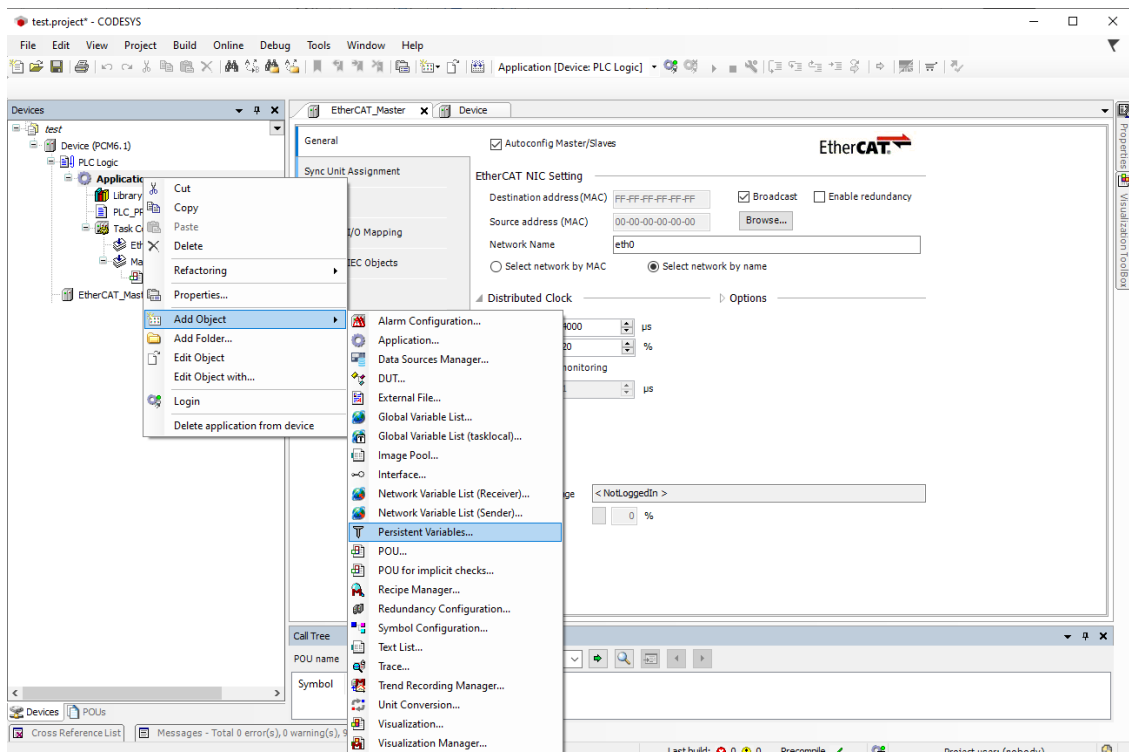 test.project* - CODESYS
File Edit View Project Build Online Debug Tools Window Help
Application [Device: PLC Logic]
Devices
test
Device (PCM6.1)
PLC Logic
Applicatio
Library
PLC_PR
Task C
Eth
Ma
EtherCAT_Mast
Cut
Copy
Paste
Delete
Refactoring
Properties...
Add Object
Add Folder...
Edit Object
Edit Object with...
Login
Delete application from device
Alarm Configuration...
Application...
Data Sources Manager...
DUT...
External File...
Global Variable List...
Global Variable List (tasklocal)...
Image Pool...
Interface...
Network Variable List (Receiver)...
Network Variable List (Sender)...
Persistent Variables...
POU...
POU for implicit checks...
Recipe Manager...
Redundancy Configuration...
Symbol Configuration...
Text List...
Trace...
Trend Recording Manager...
Unit Conversion...
Visualization...
Visualization Manager...
EtherCAT_Master
Device
General
Sync Unit Assignment
I/O Mapping
IEC Objects
Autoconfig Master/Slaves
EtherCAT
EtherCAT NIC Setting
Destination address (MAC) FF-FF-FF-FF-FF-FF Broadcast Enable redundancy
Source address (MAC) 00-00-00-00-00-00 Browse...
Network Name eth0
Select network by MAC Select network by name
Distributed Clock Options
4000 µs
20 %
monitoring
1 µs
ge <NotLoggedIn >
0 %
Properties
Visualization ToolBox
Call Tree
POU name
Symbol
Devices POUs
Cross Reference List Messages - Total 0 error(s), 0 warning(s), 9
Last build: 0 0 Precompile Project user: (nobody)